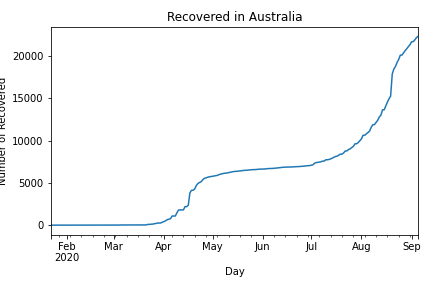 Recovered in Australia
Number of Recovered
20000
15000
10000
5000
0
Feb Mar Apr May Jun Jul Aug Sep
2020
Day